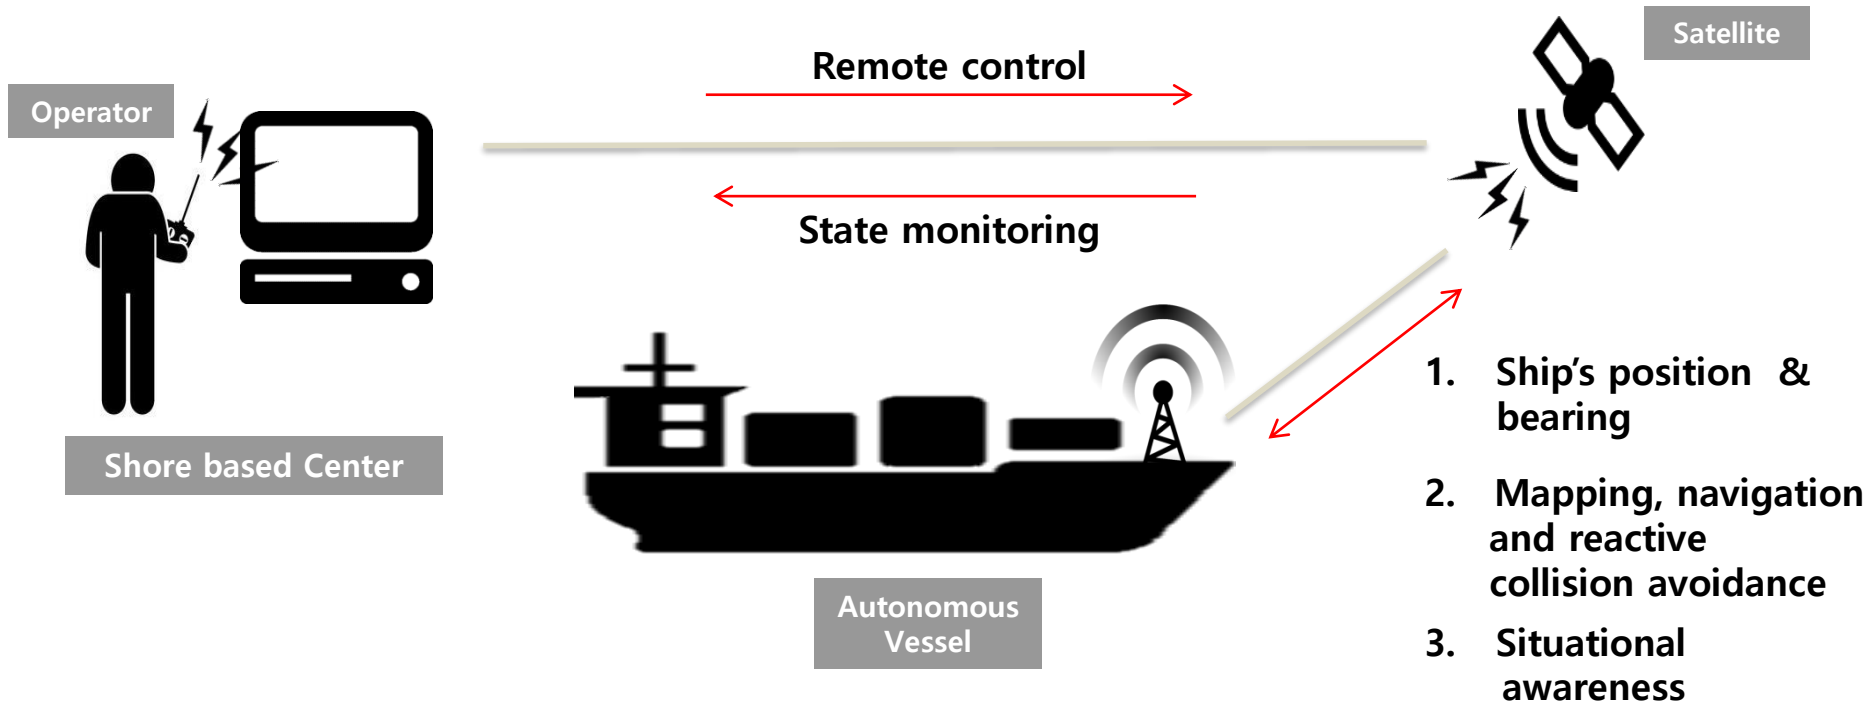 Satellite
Remote control
Operator
State monitoring
Shore based Center
1. Ship's position &
bearing
2. Mapping, navigation
and reactive
collision avoidance
3. Situational
awareness
Autonomous
Vessel